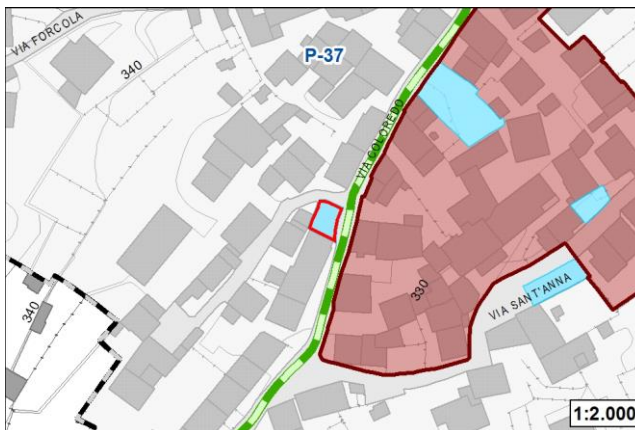 VIA FORCOLA
340
P-37
VIA COLOREDO
330
340
VIA SANT'ANNA
1:2.000